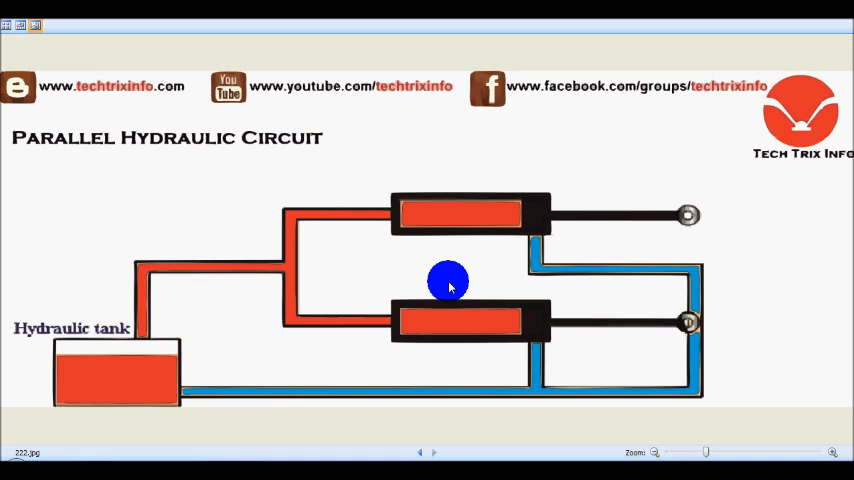 www.techtrixinfo.com
You
Tube
www.youtube.com/techtrixinfo
f
www.facebook.com/groups/techtrixinfo
TECH TRIX INFO
PARALLEL HYDRAULIC CIRCUIT
Hydraulic tank
222.jpg
Zoom: